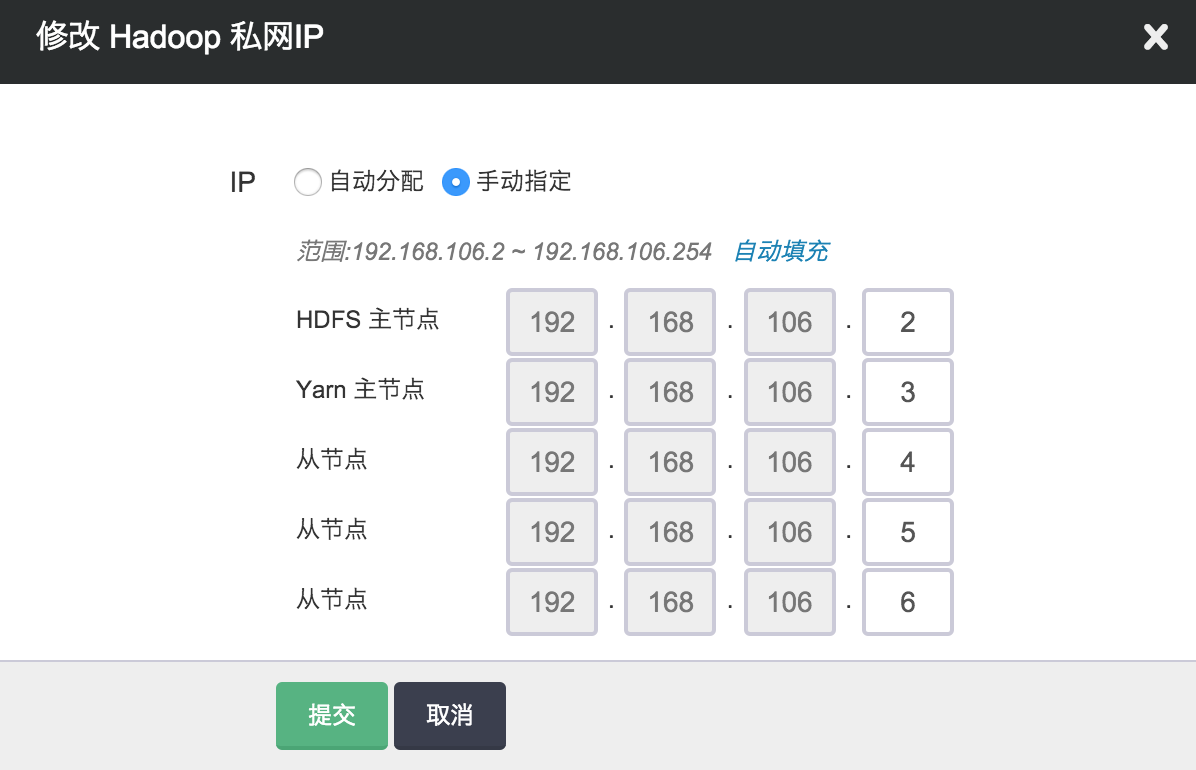 修改 Hadoop 私网IP
IP 自动分配 手动指定
范围:192.168.106.2 ~ 192.168.106.254 自动填充
HDFS 主节点 192 . 168 . 106 . 2
Yarn 主节点 192 . 168 . 106 . 3
从节点 192 . 168 . 106 . 4
从节点 192 . 168 . 106 . 5
从节点 192 . 168 . 106 . 6
提交 取消